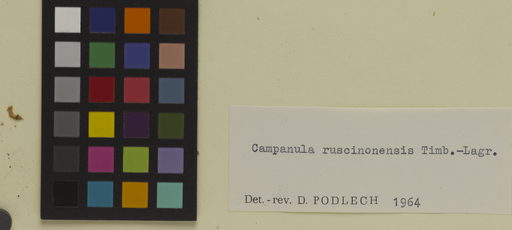 Campanula ruscinonensis Timb.-Lagr.
Det.-rev. D. PODLECH 1964